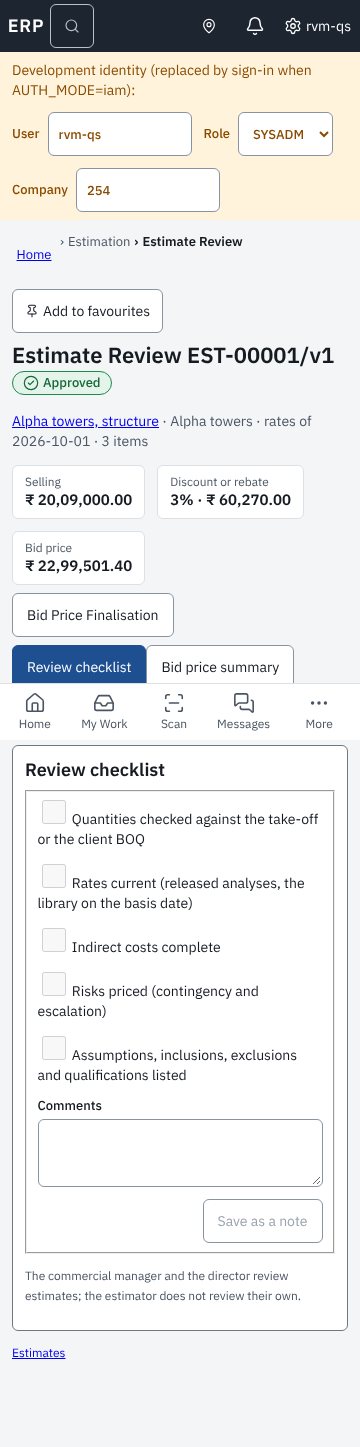 ERP
rvm-qs
Development identity (replaced by sign-in when
AUTH_MODE=iam):
User
rvm-qs
Role
SYSADM
Company
254
Home
› Estimation › Estimate Review
Add to favourites
Estimate Review EST-00001/v1
Approved
Alpha towers, structure · Alpha towers · rates of
2026-10-01 · 3 items
Selling
₹ 20,09,000.00
Discount or rebate
3% · ₹ 60,270.00
Bid price
₹ 22,99,501.40
Bid Price Finalisation
Review checklist
Bid price summary
Home
My Work
Scan
Messages
More
Review checklist
Quantities checked against the take-off
or the client BOQ
Rates current (released analyses, the
library on the basis date)
Indirect costs complete
Risks priced (contingency and
escalation)
Assumptions, inclusions, exclusions
and qualifications listed
Comments
Save as a note
The commercial manager and the director review
estimates; the estimator does not review their own.
Estimates